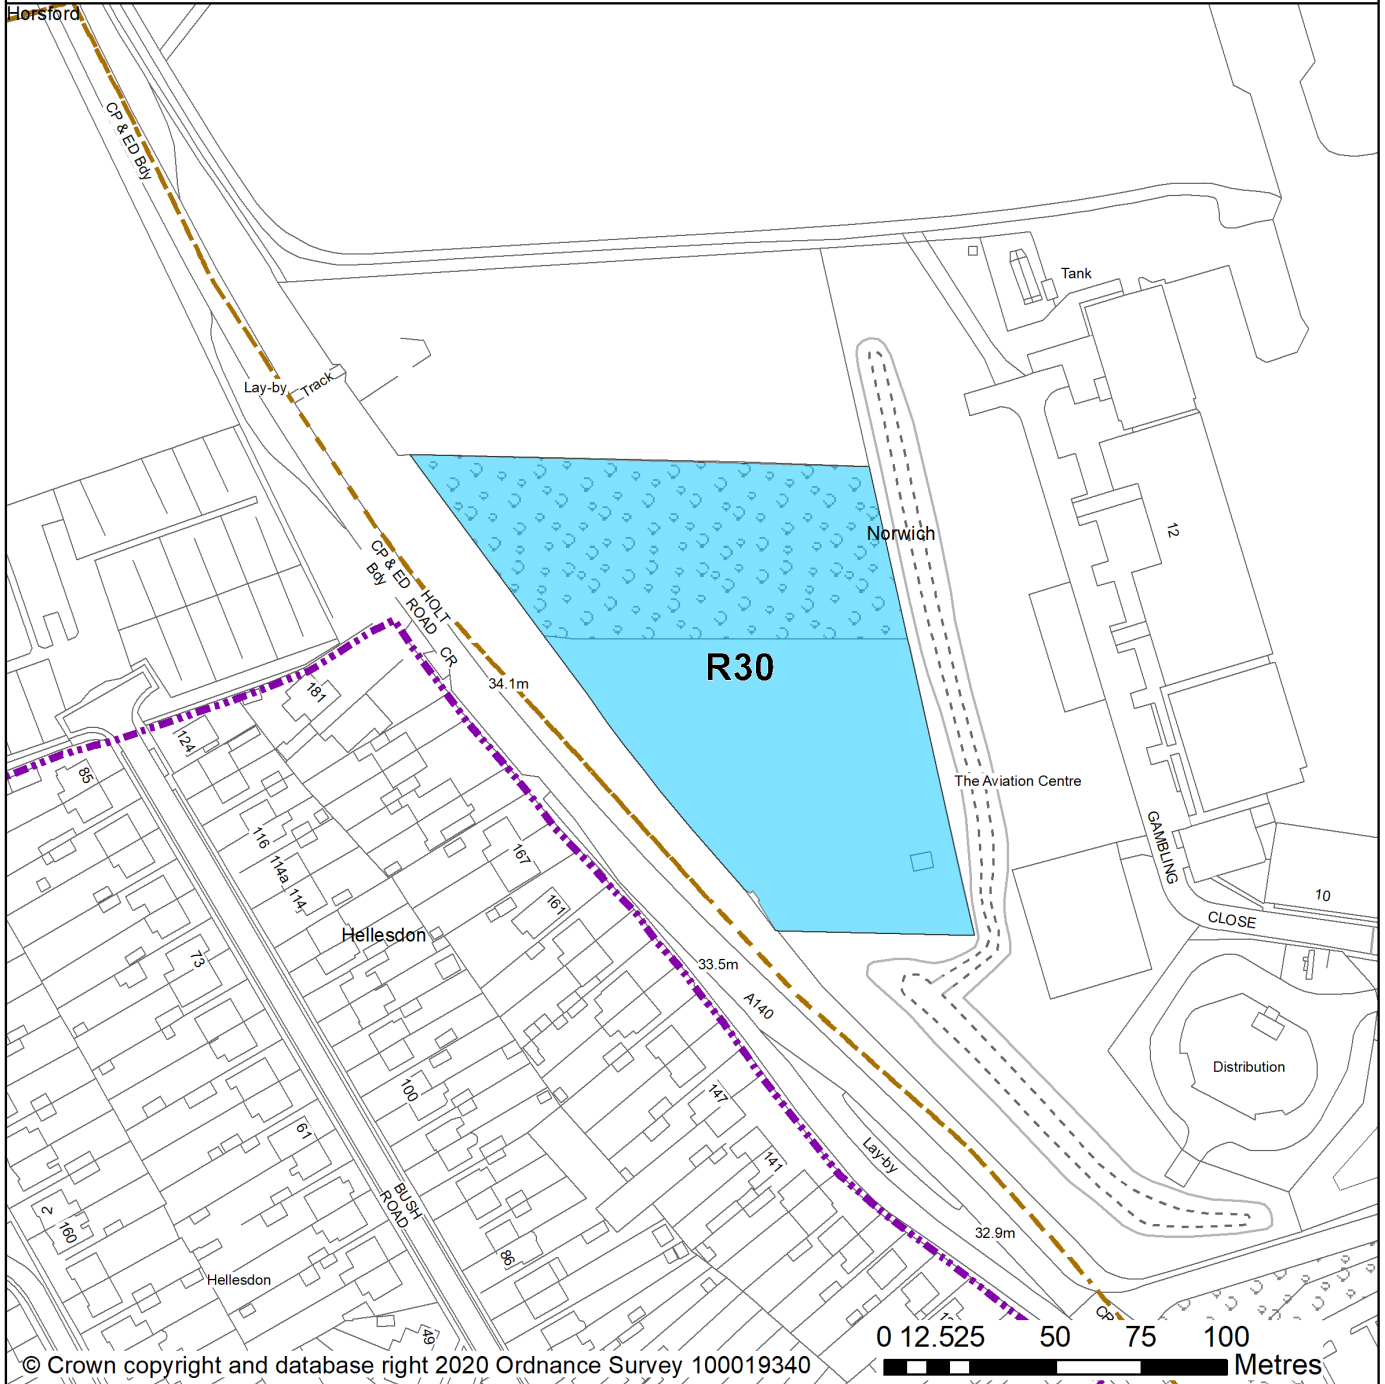 Horsford
CP & ED Bdy
Tank
Lay-by
Track
Norwich
12
CP & ED
Bdy
HOLT
ROAD
CR
R30
34.1m
181
124
85
The Aviation Centre
116
114a
114
167
161
GAMBLING
CLOSE
10
Hellesdon
73
33.5m
A140
100
61
147
141
Distribution
Lay-by
BUSH
ROAD
2
160
86
32.9m
Hellesdon
49
CP
0 12.525 50 75 100
Metres
© Crown copyright and database right 2020 Ordnance Survey 100019340